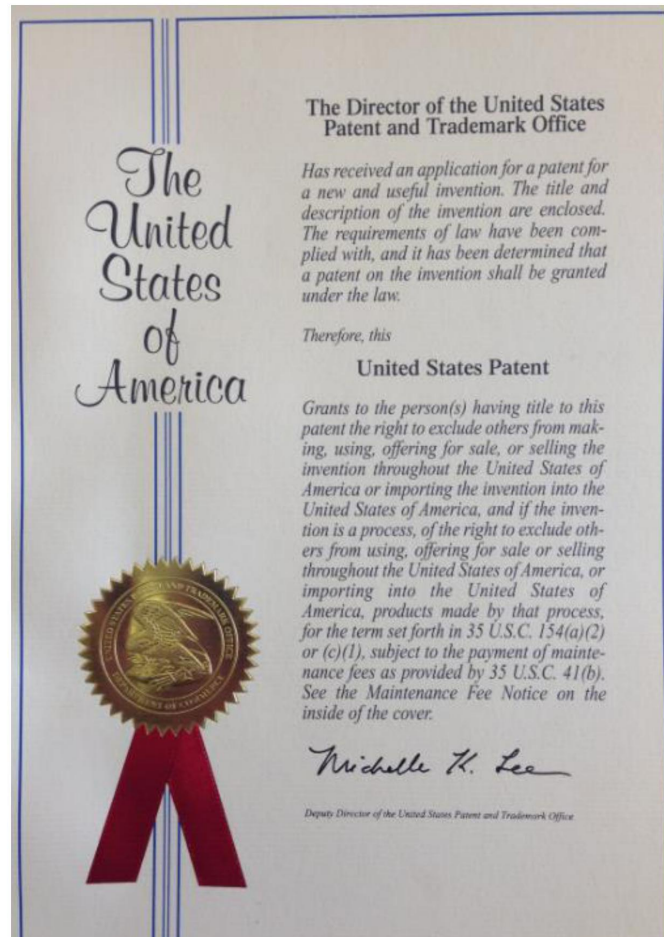 The
United
States
of
America
The Director of the United States
Patent and Trademark Office
Has received an application for a patent for
a new and useful invention. The title and
description of the invention are enclosed.
The requirements of law have been com-
plied with, and it has been determined that
a patent on the invention shall be granted
under the law.
Therefore, this
United States Patent
Grants to the person(s) having title to this
patent the right to exclude others from mak-
ing, using, offering for sale, or selling the
invention throughout the United States of
America or importing the invention into the
United States of America, and if the inven-
tion is a process, of the right to exclude oth-
ers from using, offering for sale or selling
throughout the United States of America, or
importing into the United States of
America, products made by that process,
for the term set forth in 35 U.S.C. 154(a)(2)
or (c)(1), subject to the payment of mainte-
nance fees as provided by 35 U.S.C. 41(b).
See the Maintenance Fee Notice on the
inside of the cover.
Michelle K. Lee
Deputy Director of the United States Patent and Trademark Office
UNITED STATES PATENT AND TRADEMARK OFFICE
DEPARTMENT OF COMMERCE